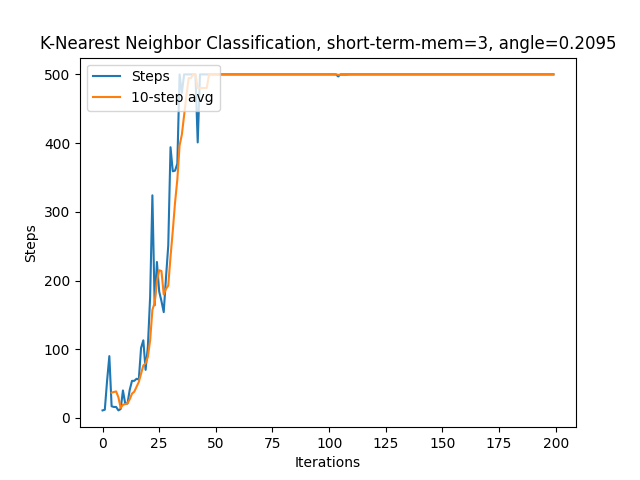 K-Nearest Neighbor Classification, short-term-mem=3, angle=0.2095
Steps
10-step avg
500
400
300
200
100
0
Steps
0 25 50 75 100 125 150 175 200
Iterations